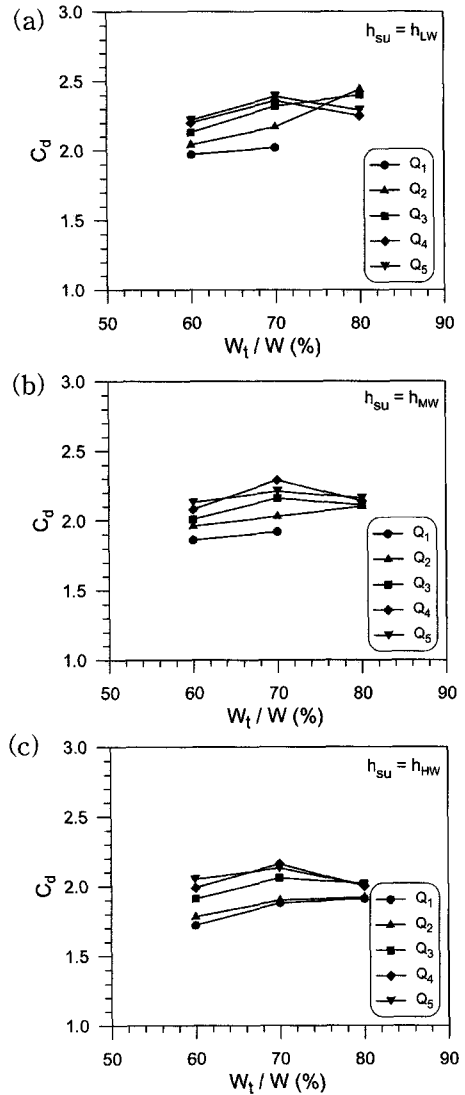 (a)
3.0
h_su = h_LW
2.5
C_d
2.0
1.5
1.0
Q_1
Q_2
Q_3
Q_4
Q_5
50 60 70 80 90
W_t / W (%)
(b)
3.0
h_su = h_MW
2.5
C_d
2.0
1.5
1.0
Q_1
Q_2
Q_3
Q_4
Q_5
50 60 70 80 90
W_t / W (%)
(c)
3.0
h_su = h_HW
2.5
C_d
2.0
1.5
1.0
Q_1
Q_2
Q_3
Q_4
Q_5
50 60 70 80 90
W_t / W (%)